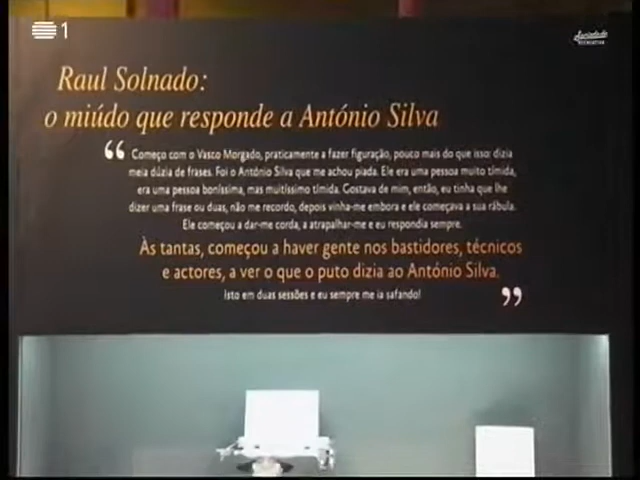 1
Sociedade
Raul Solnado:
o miúdo que responde a António Silva
“ Começo com o Vasco Morgado, praticamente a fazer figuração, pouco mais do que isso: dizia
meia dúzia de frases. Foi o António Silva que me achou piada. Ele era uma pessoa muito tímida,
era uma pessoa boníssima, mas muitíssimo tímida. Gostava de mim, então, eu tinha que lhe
dizer uma frase ou duas, não me recordo, depois vinha-me embora e ele começava a sua rábula.
Ele começou a dar-me corda, a atrapalhar-me e eu respondia sempre.
Às tantas, começou a haver gente nos bastidores, técnicos
e actores, a ver o que o puto dizia ao António Silva.
Isto em duas sessões e eu sempre me ia safando! ”